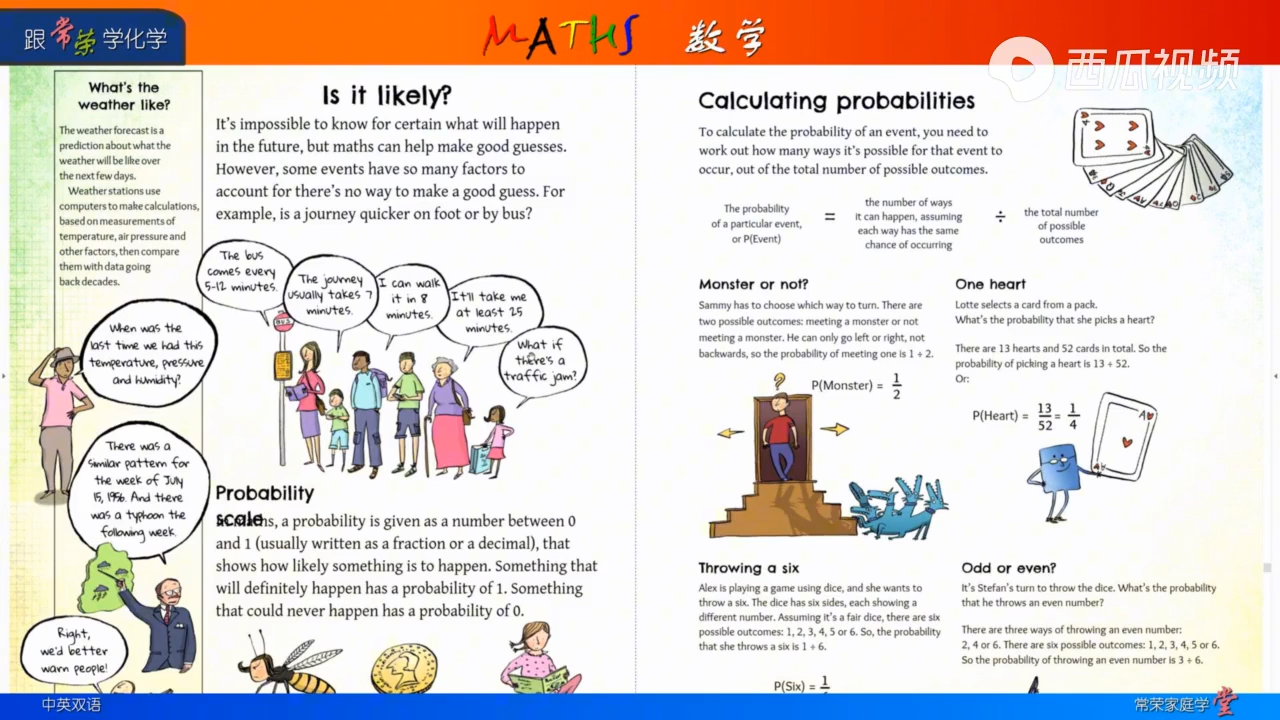 跟常荣学化学
MATHS 数学
西瓜视频
What's the
weather like?
The weather forecast is a
prediction about what the
weather will be like over
the next few days.
Weather stations use
computers to make calculations,
based on measurements of
temperature, air pressure and
other factors, then compare
them with data going
back decades.
When was the
last time we had this
temperature, pressure
and humidity?
There was a
similar pattern for
the week of July
15, 1956. And there
was a typhoon the
following week.
Right,
we'd better
warn people!
Is it likely?
It's impossible to know for certain what will happen
in the future, but maths can help make good guesses.
However, some events have so many factors to
account for there's no way to make a good guess. For
example, is a journey quicker on foot or by bus?
The bus
comes every
5-12 minutes.
The journey
usually takes 7
minutes.
I can walk
it in 8
minutes.
It'll take me
at least 25
minutes.
What if
there's a
traffic jam?
BUS
Probability
scale
In maths, a probability is given as a number between 0
and 1 (usually written as a fraction or a decimal), that
shows how likely something is to happen. Something that
will definitely happen has a probability of 1. Something
that could never happen has a probability of 0.
Calculating probabilities
To calculate the probability of an event, you need to
work out how many ways it's possible for that event to
occur, out of the total number of possible outcomes.
The probability
of a particular event,
or P(Event)
=
the number of ways
it can happen, assuming
each way has the same
chance of occurring
÷
the total number
of possible
outcomes
Monster or not?
Sammy has to choose which way to turn. There are
two possible outcomes: meeting a monster or not
meeting a monster. He can only go left or right, not
backwards, so the probability of meeting one is 1 ÷ 2.
?
P(Monster) = 1/2
One heart
Lotte selects a card from a pack.
What's the probability that she picks a heart?
There are 13 hearts and 52 cards in total. So the
probability of picking a heart is 13 ÷ 52.
Or:
P(Heart) = 13/52 = 1/4
A
Throwing a six
Alex is playing a game using dice, and she wants to
throw a six. The dice has six sides, each showing a
different number. Assuming it's a fair dice, there are six
possible outcomes: 1, 2, 3, 4, 5 or 6. So, the probability
that she throws a six is 1 ÷ 6.
P(Six) = 1
Odd or even?
It's Stefan's turn to throw the dice. What's the probability
that he throws an even number?
There are three ways of throwing an even number:
2, 4 or 6. There are six possible outcomes: 1, 2, 3, 4, 5 or 6.
So the probability of throwing an even number is 3 ÷ 6.
中英双语
常荣家庭学堂